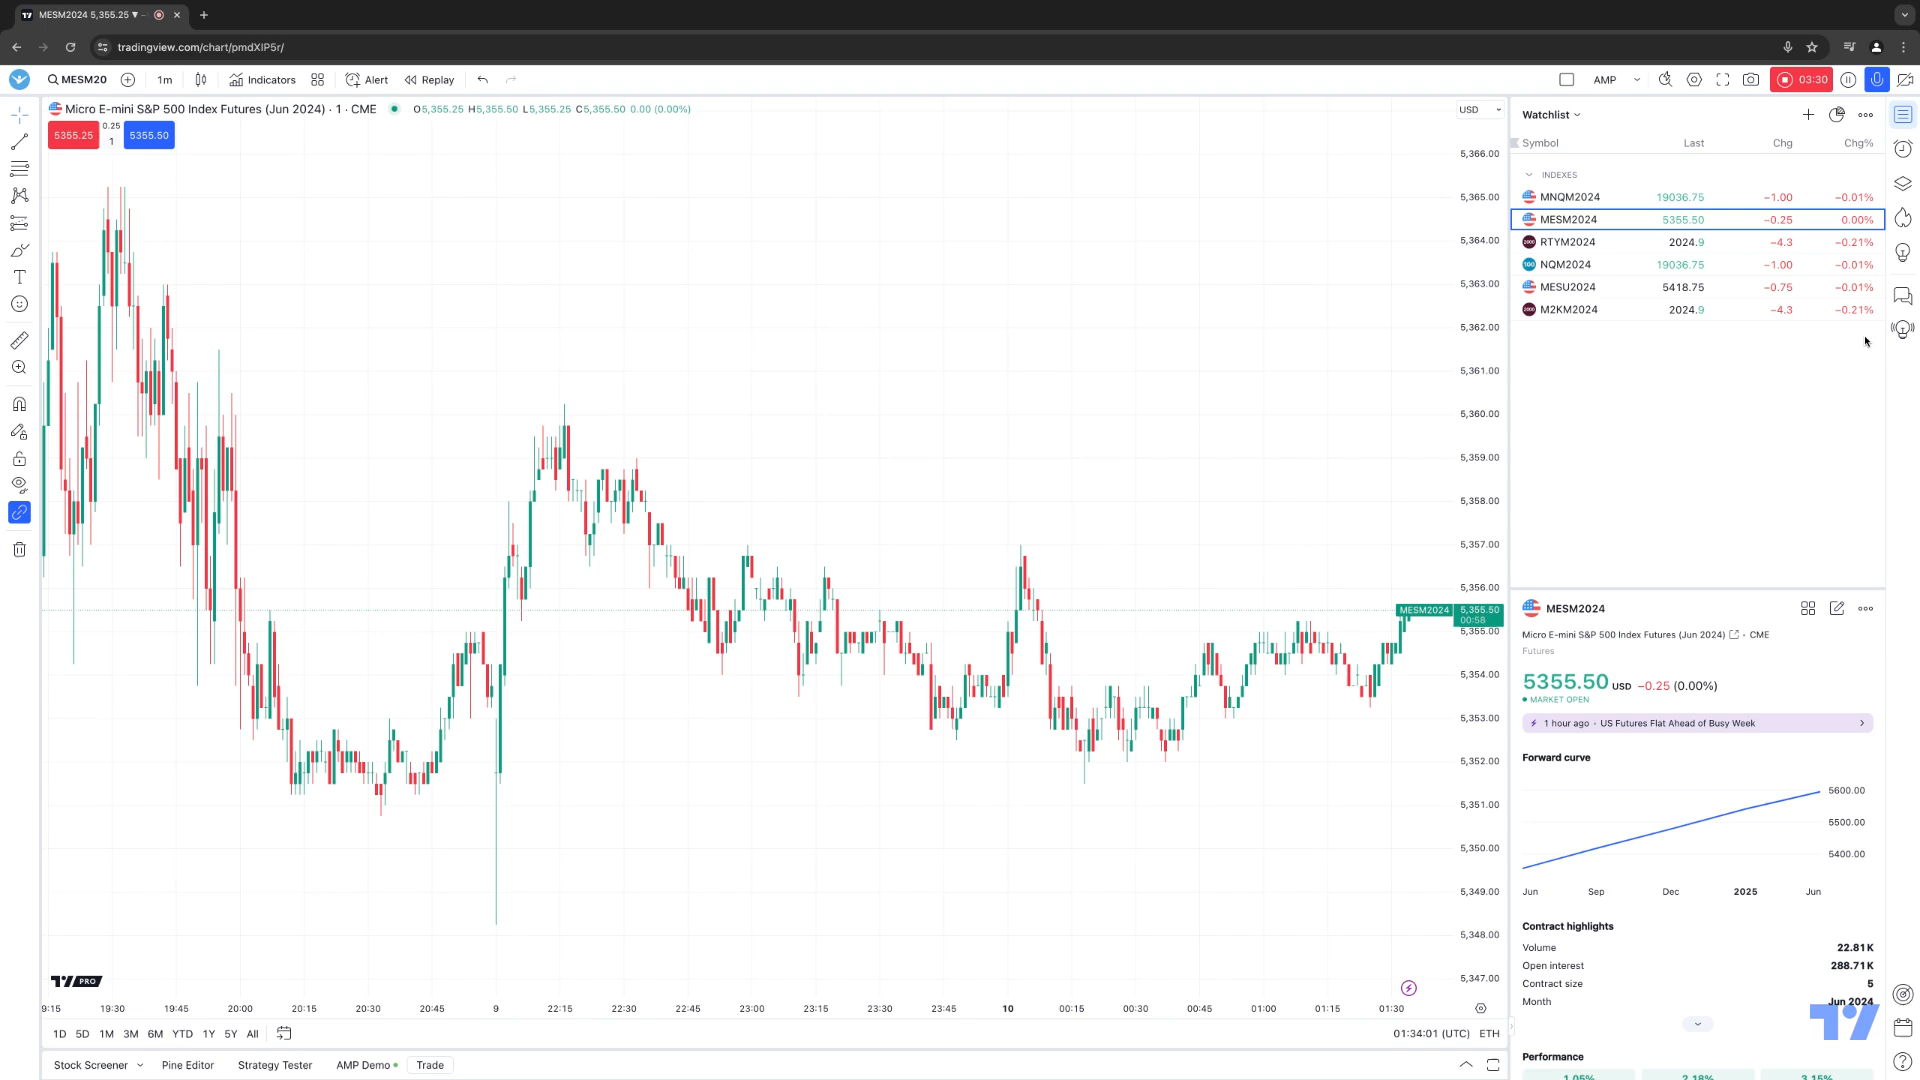 MESM2024 5,355.25 ▼ -
tradingview.com/chart/pmdXIP5r/
MESM20 1m Indicators Alert Replay AMP 03:30
Micro E-mini S&P 500 Index Futures (Jun 2024) · 1 · CME O5,355.25 H5,355.50 L5,355.25 C5,355.50 0.00 (0.00%) USD
5355.25 0.25 1 5355.50
5,366.00
5,365.00
5,364.00
5,363.00
5,362.00
5,361.00
5,360.00
5,359.00
5,358.00
5,357.00
5,356.00
MESM2024 5,355.50
00:58
5,355.00
5,354.00
5,353.00
5,352.00
5,351.00
5,350.00
5,349.00
5,348.00
5,347.00
PRO
9:15 19:30 19:45 20:00 20:15 20:30 20:45 9 22:15 22:30 22:45 23:00 23:15 23:30 23:45 10 00:15 00:30 00:45 01:00 01:15 01:30
1D 5D 1M 3M 6M YTD 1Y 5Y All 01:34:01 (UTC) ETH
Stock Screener Pine Editor Strategy Tester AMP Demo Trade
Watchlist
Symbol Last Chg Chg%
INDEXES
MNQM2024 19036.75 −1.00 −0.01%
MESM2024 5355.50 −0.25 0.00%
RTYM2024 2024.9 −4.3 −0.21%
NQM2024 19036.75 −1.00 −0.01%
MESU2024 5418.75 −0.75 −0.01%
M2KM2024 2024.9 −4.3 −0.21%
MESM2024
Micro E-mini S&P 500 Index Futures (Jun 2024) · CME
Futures
5355.50 USD −0.25 (0.00%)
MARKET OPEN
1 hour ago · US Futures Flat Ahead of Busy Week
Forward curve
5600.00
5500.00
5400.00
Jun Sep Dec 2025 Jun
Contract highlights
Volume 22.81K
Open interest 288.71K
Contract size 5
Month Jun 2024
Performance
1.05% 2.18% 3.15%